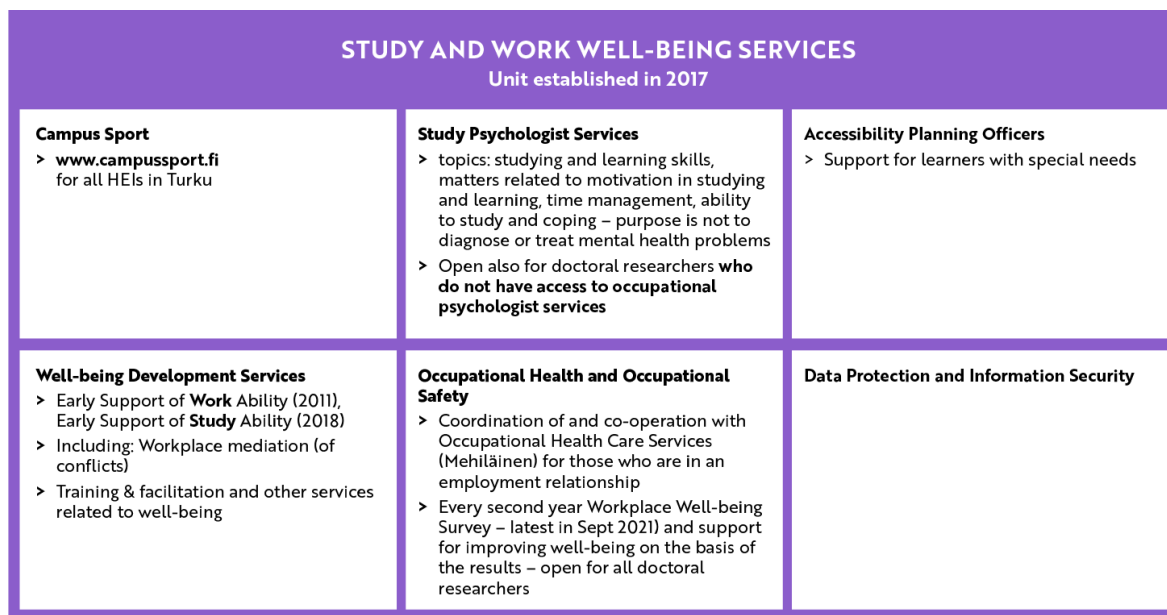 STUDY AND WORK WELL-BEING SERVICES
Unit established in 2017
Campus Sport
> www.campussport.fi
for all HEIs in Turku
Study Psychologist Services
> topics: studying and learning skills,
matters related to motivation in studying
and learning, time management, ability
to study and coping – purpose is not to
diagnose or treat mental health problems
> Open also for doctoral researchers who
do not have access to occupational
psychologist services
Accessibility Planning Officers
> Support for learners with special needs
Well-being Development Services
> Early Support of Work Ability (2011),
Early Support of Study Ability (2018)
> Including: Workplace mediation (of
conflicts)
> Training & facilitation and other services
related to well-being
Occupational Health and Occupational
Safety
> Coordination of and co-operation with
Occupational Health Care Services
(Mehiläinen) for those who are in an
employment relationship
> Every second year Workplace Well-being
Survey – latest in Sept 2021) and support
for improving well-being on the basis of
the results – open for all doctoral
researchers
Data Protection and Information Security